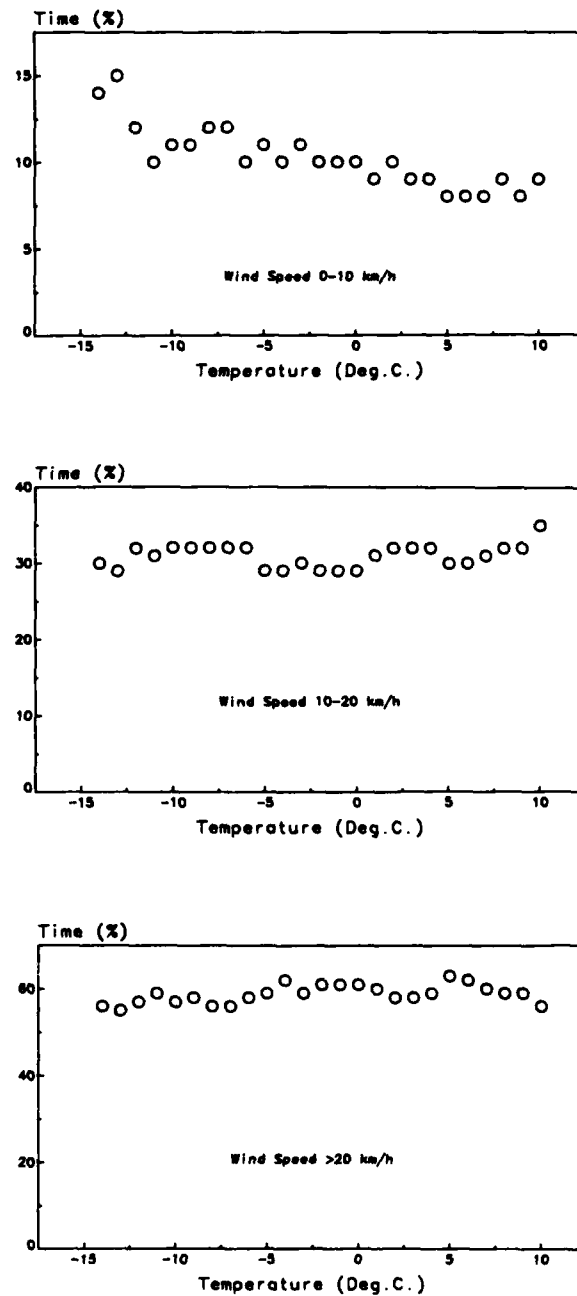 Time (%)
15
10
5
0
Wind Speed 0-10 km/h
-15 -10 -5 0 5 10
Temperature (Deg.C.)
Time (%)
40
30
20
10
0
Wind Speed 10-20 km/h
-15 -10 -5 0 5 10
Temperature (Deg.C.)
Time (%)
60
40
20
0
Wind Speed >20 km/h
-15 -10 -5 0 5 10
Temperature (Deg.C.)